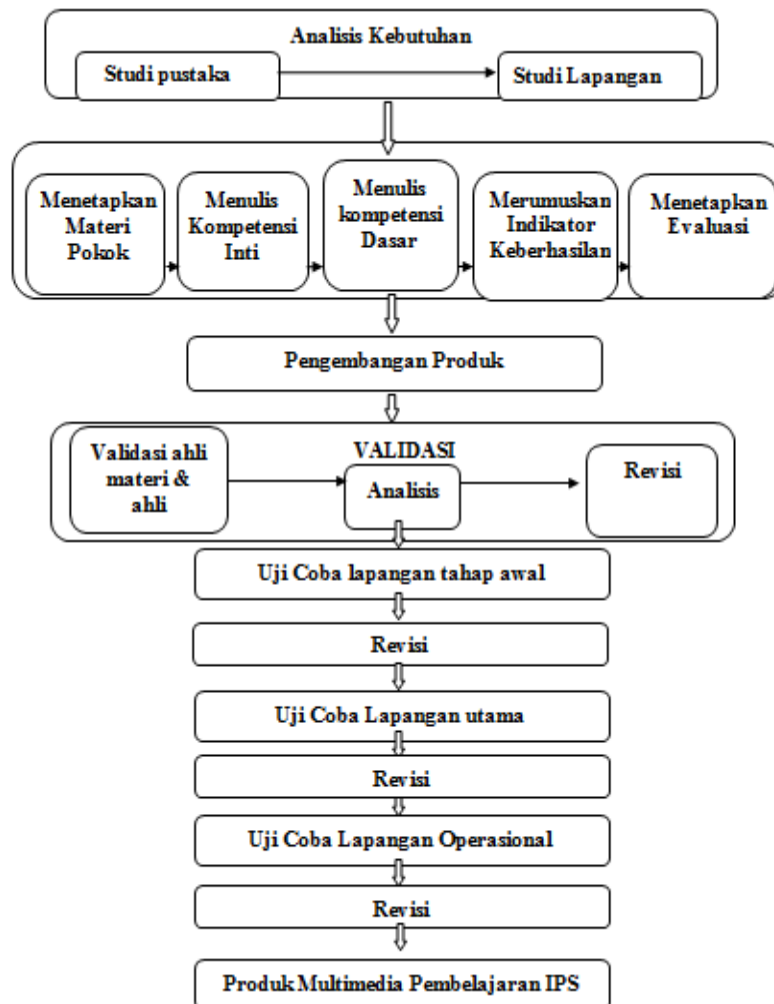 Analisis Kebutuhan
Studi pustaka
Studi Lapangan
Menetapkan
Materi
Pokok
Menulis
Kompetensi
Inti
Menulis
kompetensi
Dasar
Merumuskan
Indikator
Keberhasilan
Menetapkan
Evaluasi
Pengembangan Produk
VALIDASI
Validasi ahli
materi &
ahli
Analisis
Revisi
Uji Coba lapangan tahap awal
Revisi
Uji Coba Lapangan utama
Revisi
Uji Coba Lapangan Operasional
Revisi
Produk Multimedia Pembelajaran IPS